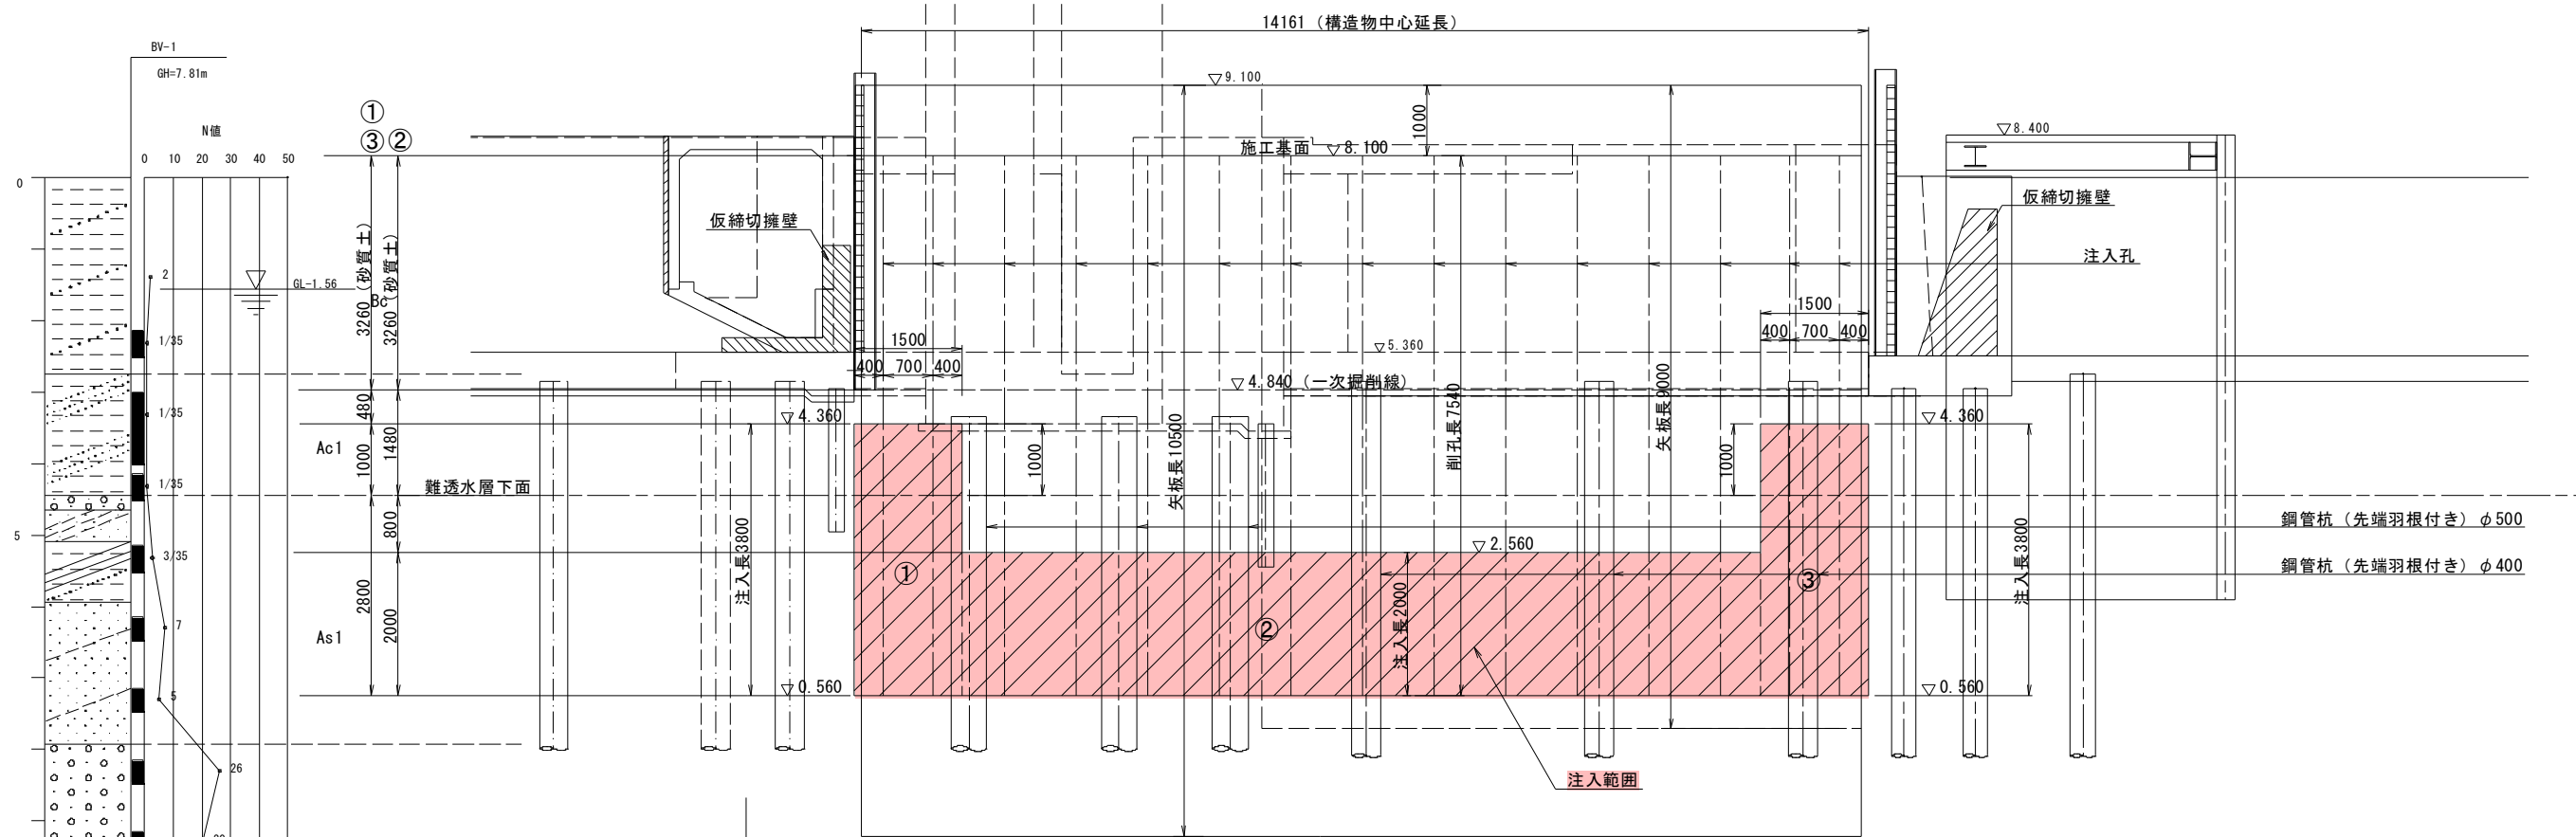 14161（構造物中心延長）
BV-1
GH=7.81m
▽9.100
①
③ ②
N値
1000
▽8.400
施工基面 ▽8.100
0 10 20 30 40 50
0
仮締切擁壁
仮締切擁壁
3260（砂質土）
3260（砂質土）
注入孔
2
GL-1.56
Bc
1500
400 700 400
1/35
1500
400 700 400
▽5.360
▽4.840（一次掘削線）
480
1/35
▽4.360
▽4.360
Ac1
1000
1480
1000
矢板長10500
削孔長7540
矢板長9000
1000
1/35
難透水層下面
800
鋼管杭（先端羽根付き）φ500
5
3/35
▽2.560
注入長3800
①
③
鋼管杭（先端羽根付き）φ400
2800
2000
注入長2000
注入長3800
7
As1
②
5
▽0.560
▽0.560
26
注入範囲